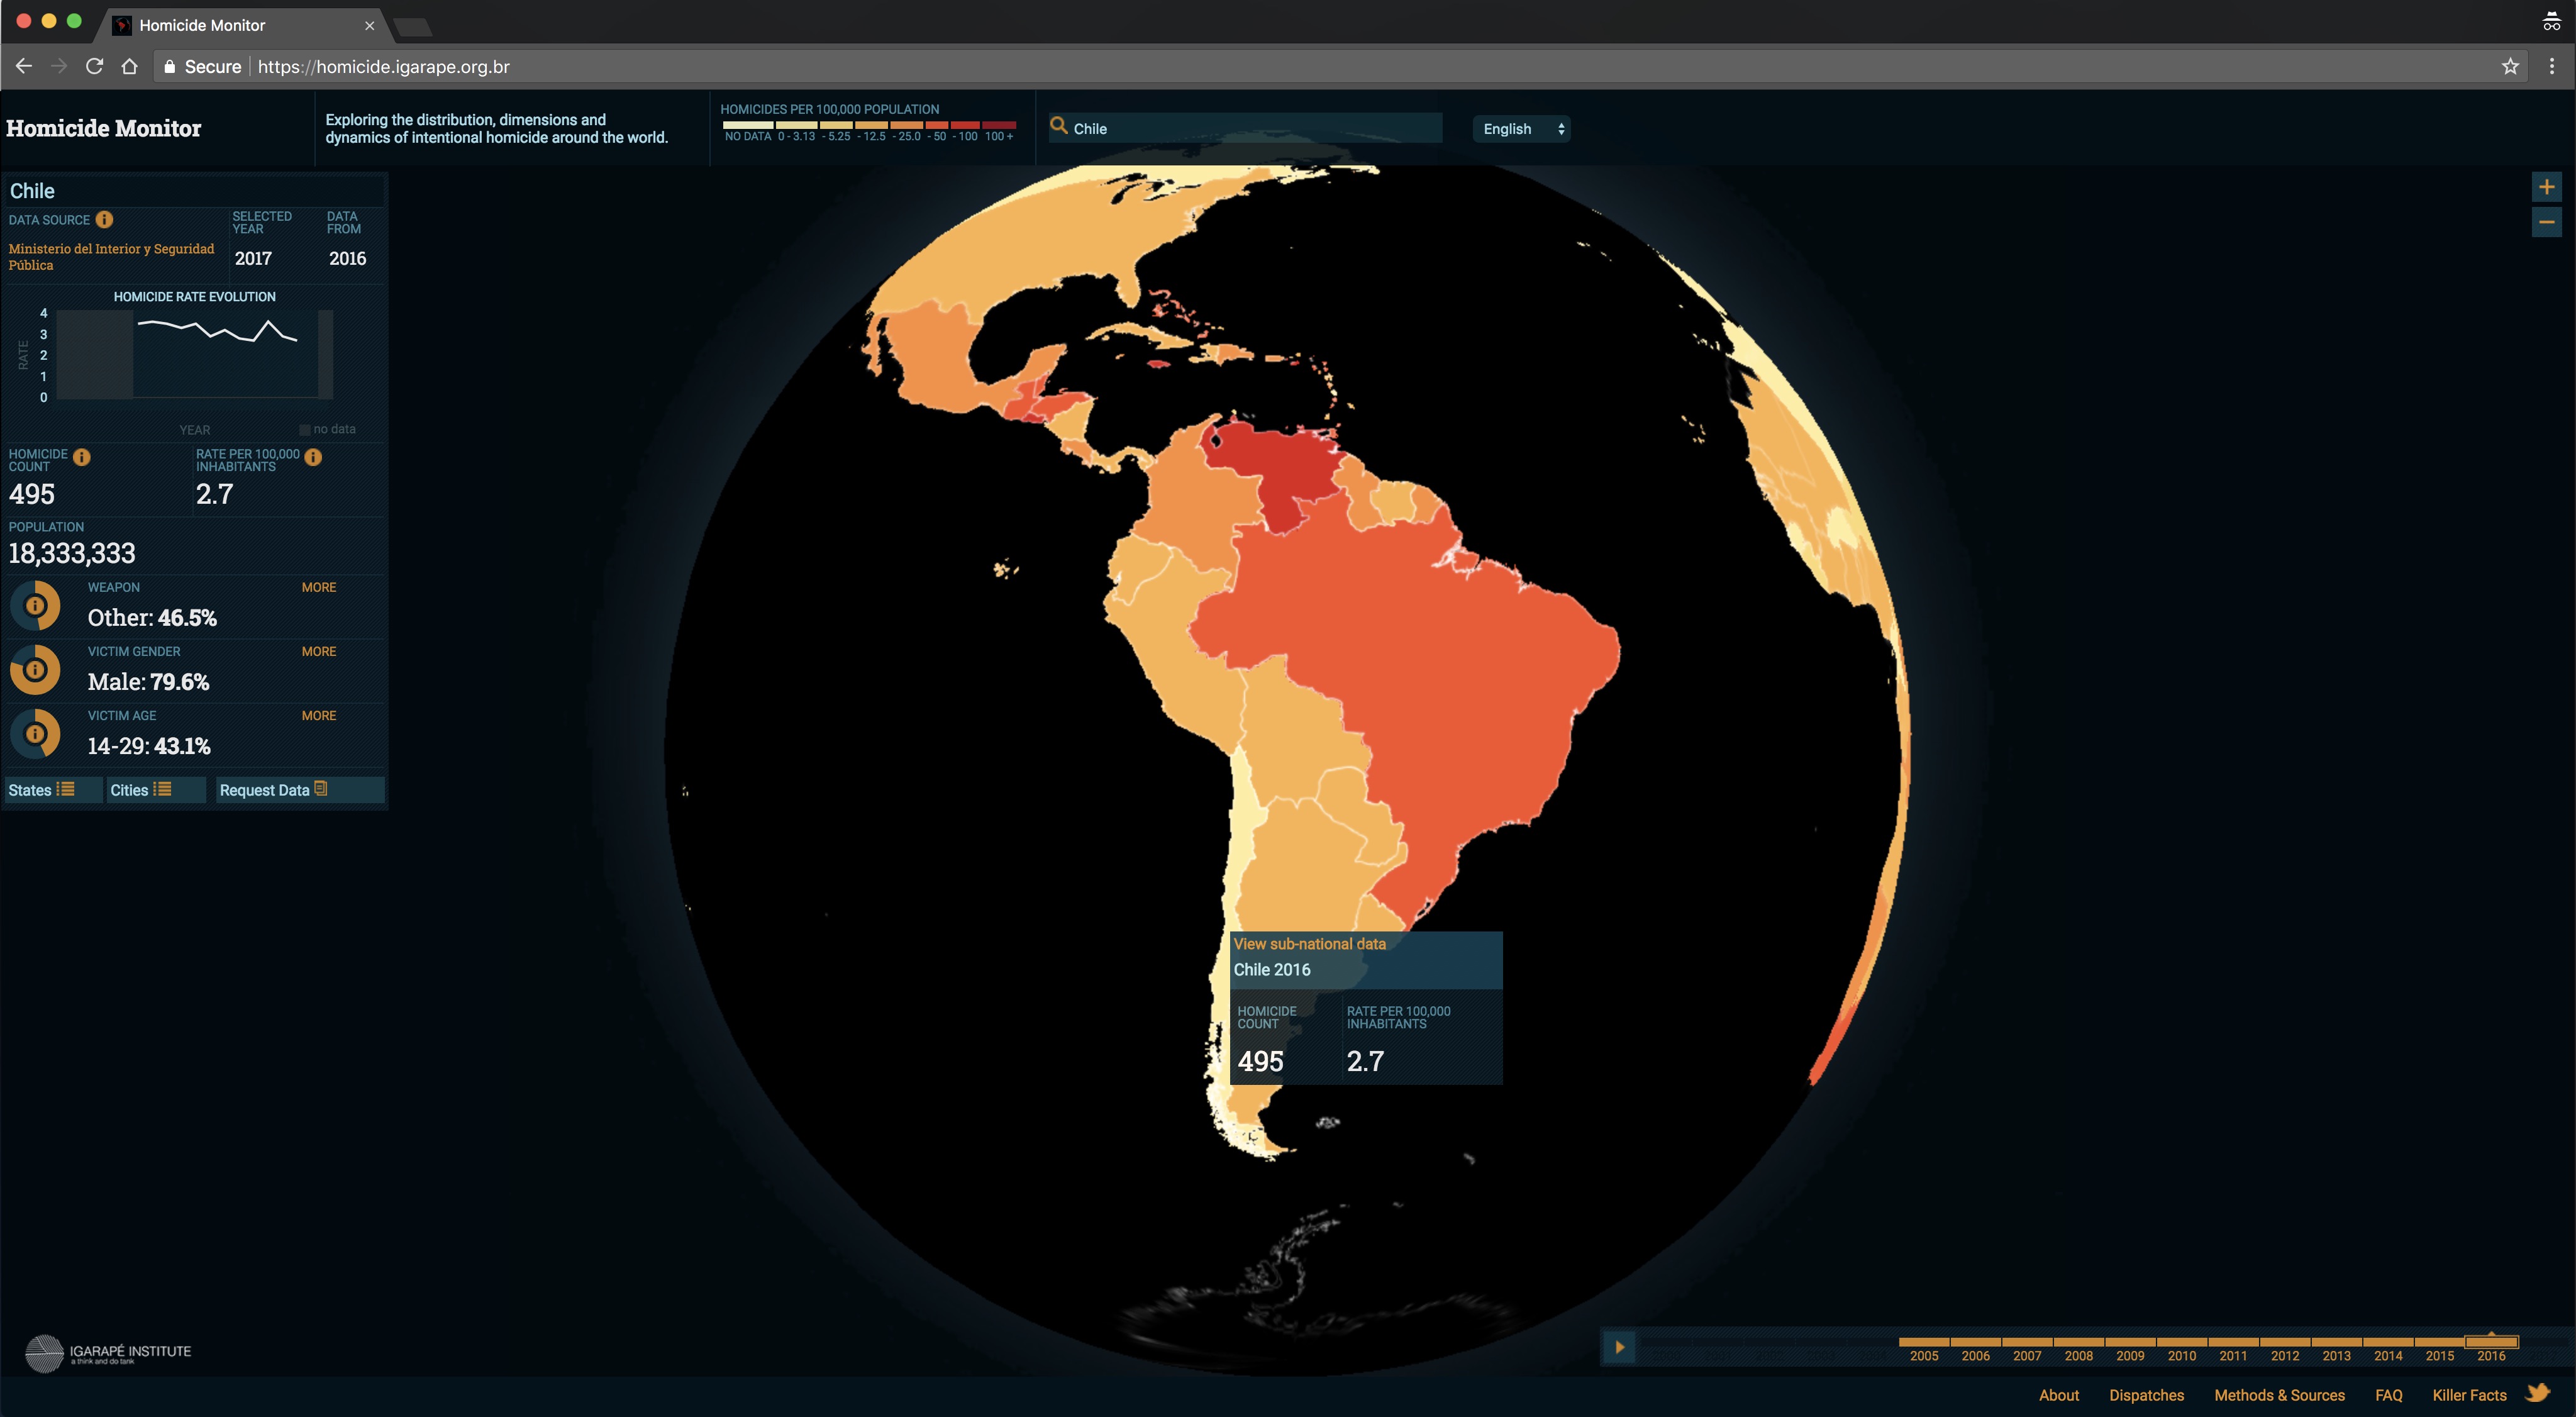 Homicide Monitor
Secure
https://homicide.igarape.org.br
Homicide Monitor
Exploring the distribution, dimensions and
dynamics of intentional homicide around the world.
HOMICIDES PER 100,000 POPULATION
NO DATA 0 - 3.13 - 5.25 - 12.5 - 25.0 - 50 - 100 100 +
Chile
English
Chile
DATA SOURCE
Ministerio del Interior y Seguridad
Pública
SELECTED
YEAR
2017
DATA
FROM
2016
HOMICIDE RATE EVOLUTION
4
3
2
1
0
RATE
YEAR
no data
HOMICIDE
COUNT
495
RATE PER 100,000
INHABITANTS
2.7
POPULATION
18,333,333
WEAPON MORE
Other: 46.5%
VICTIM GENDER MORE
Male: 79.6%
VICTIM AGE MORE
14-29: 43.1%
States
Cities
Request Data
View sub-national data
Chile 2016
HOMICIDE
COUNT
495
RATE PER 100,000
INHABITANTS
2.7
IGARAPÉ INSTITUTE
a think and do tank
2005 2006 2007 2008 2009 2010 2011 2012 2013 2014 2015 2016
About Dispatches Methods & Sources FAQ Killer Facts